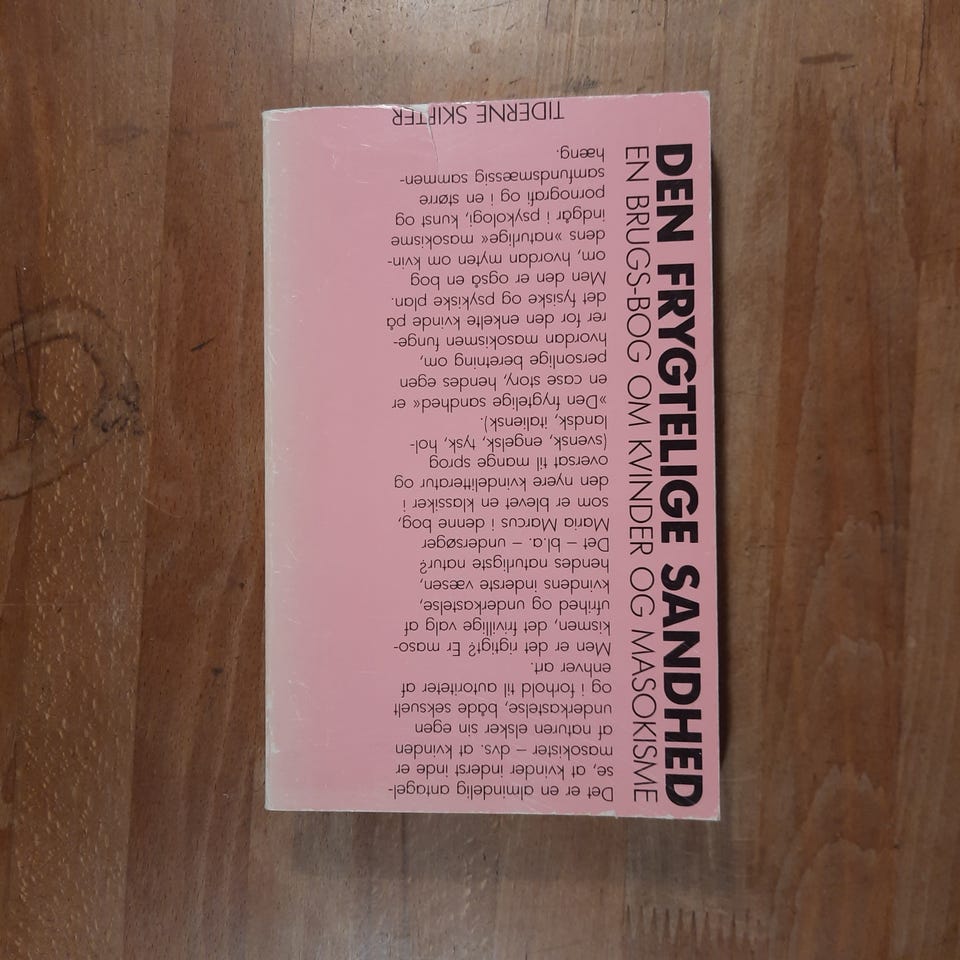 DEN FRYGTELIGE SANDHED
EN BRUGS-BOG OM KVINDER OG MASOKISME
Det er en almindelig antagel-
se, at kvinder inderst inde er
masokister – dvs. at kvinden
af naturen elsker sin egen
underkastelse, både seksuelt
og i forhold til autoriteter af
enhver art.
Men er det rigtigt? Er maso-
kismen, det frivillige valg af
ufrihed og underkastelse,
kvindens inderste væsen,
hendes naturligste natur?
Det – bl.a. – undersøger
Maria Marcus i denne bog,
som er blevet en klassiker i
den nyere kvindelitteratur og
oversat til mange sprog
(svensk, engelsk, tysk, hol-
landsk, italiensk).
»Den frygtelige sandhed« er
en case story, hendes egen
personlige beretning om,
hvordan masokismen funge-
rer for den enkelte kvinde på
det fysiske og psykiske plan.
Men den er også en bog
om, hvordan myten om kvin-
dens »naturlige« masokisme
indgår i psykologi, kunst og
pornografi og i en større
samfundsmæssig sammen-
hæng.
TIDERNE SKIFTER